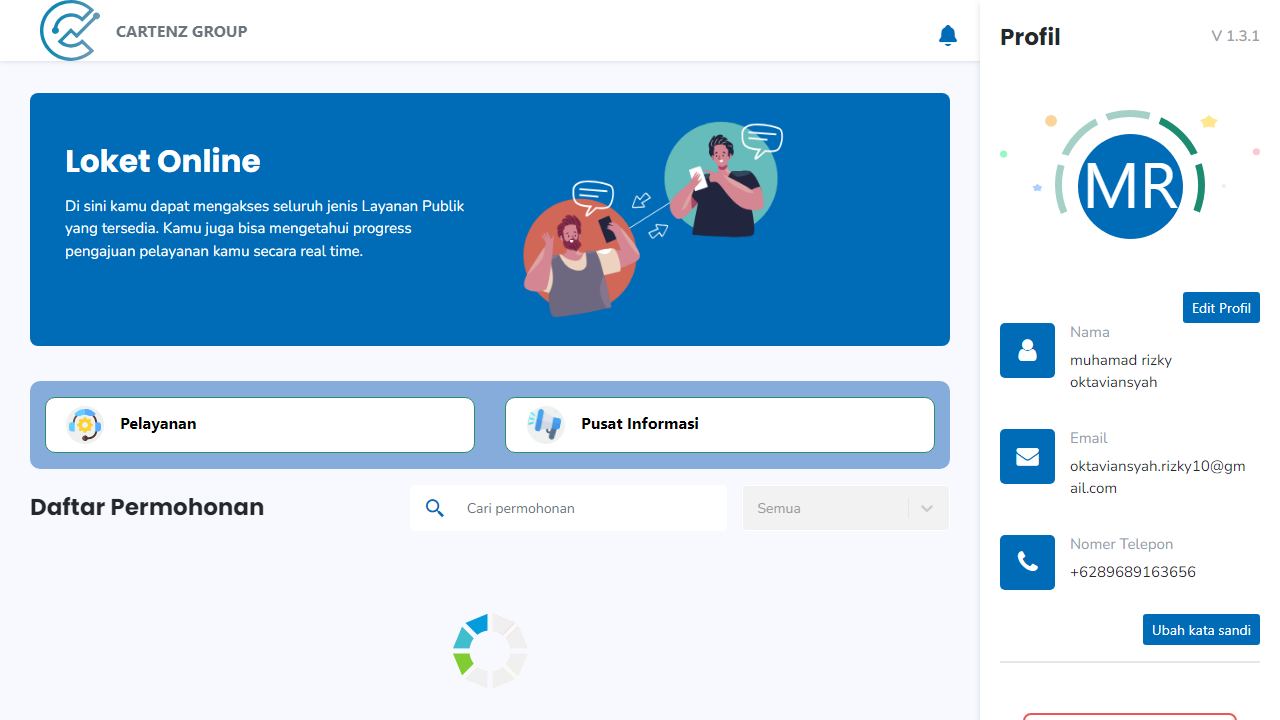 CARTENZ GROUP
Loket Online
Di sini kamu dapat mengakses seluruh jenis Layanan Publik
yang tersedia. Kamu juga bisa mengetahui progress
pengajuan pelayanan kamu secara real time.
Pelayanan
Pusat Informasi
Daftar Permohonan
Cari permohonan
Semua
Profil
V 1.3.1
MR
Edit Profil
Nama
muhamad rizky
oktaviansyah
Email
oktaviansyah.rizky10@gm
ail.com
Nomer Telepon
+6289689163656
Ubah kata sandi